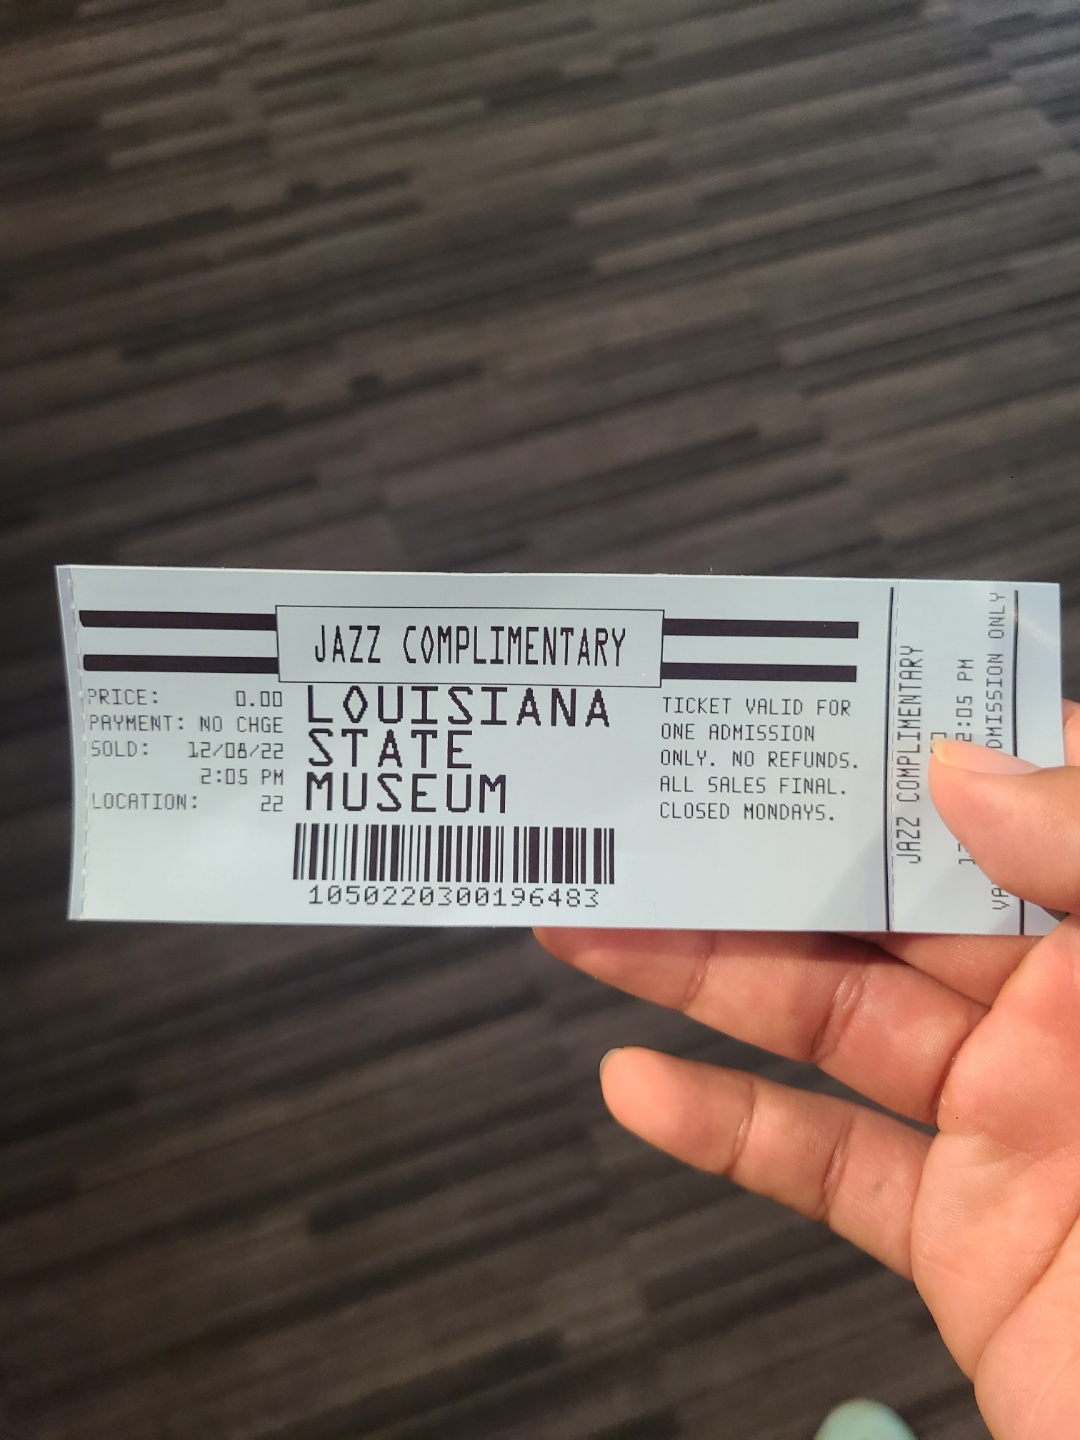 JAZZ COMPLIMENTARY
PRICE: 0.00
PAYMENT: NO CHGE
SOLD: 12/08/22
2:05 PM
LOCATION: 22
LOUISIANA
STATE
MUSEUM
1050220300196483
TICKET VALID FOR
ONE ADMISSION
ONLY. NO REFUNDS.
ALL SALES FINAL.
CLOSED MONDAYS.
JAZZ COMPLIMENTARY
2:05 PM
ADMISSION ONLY